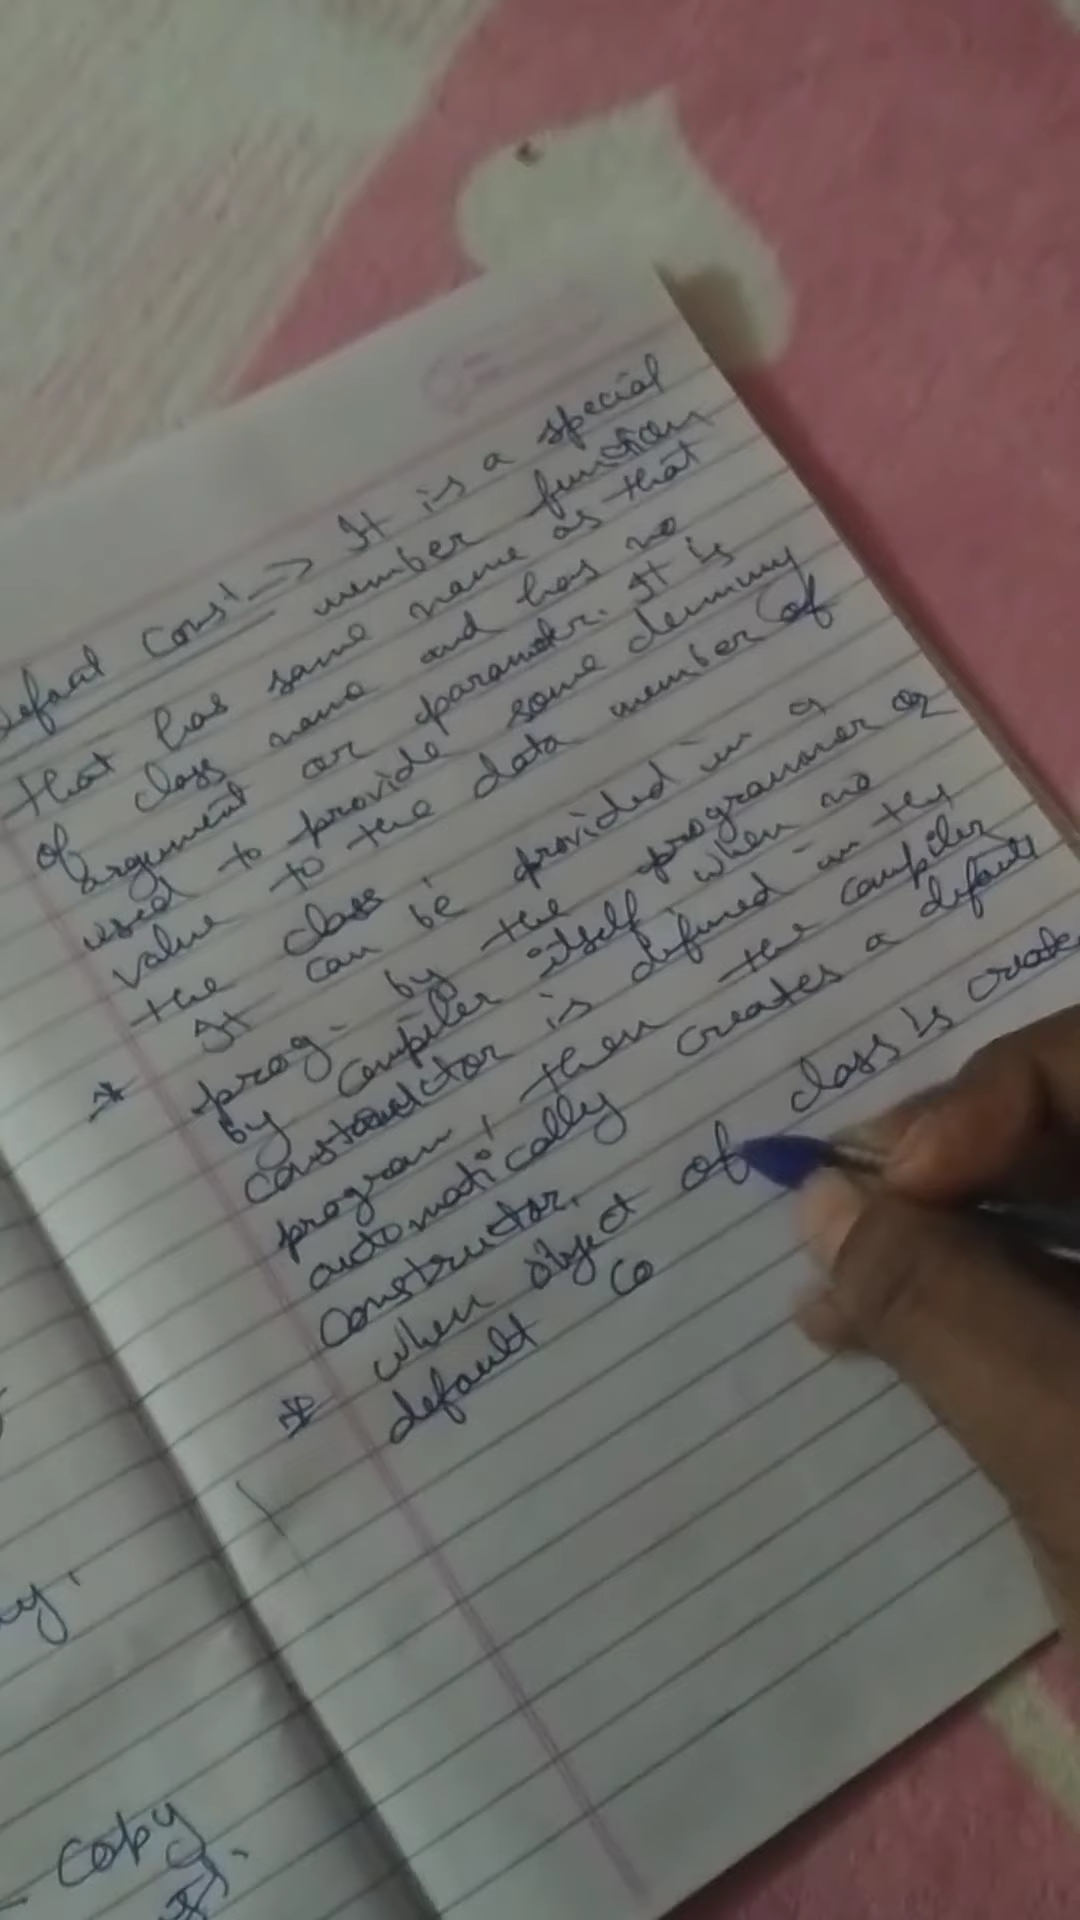 Defaul Cons'. -> It is a special
member function
that has same name as that
of class name and has no
argument or parameter. It is
used to provide some dummy
value to the data member of
the class.
* It can be provided in a
prog. by the programmer or
by compiler itself when no
constructor is defined in the
program, then the compiler
automatically creates a default
constructor.
* when object of class is create
default co
copy